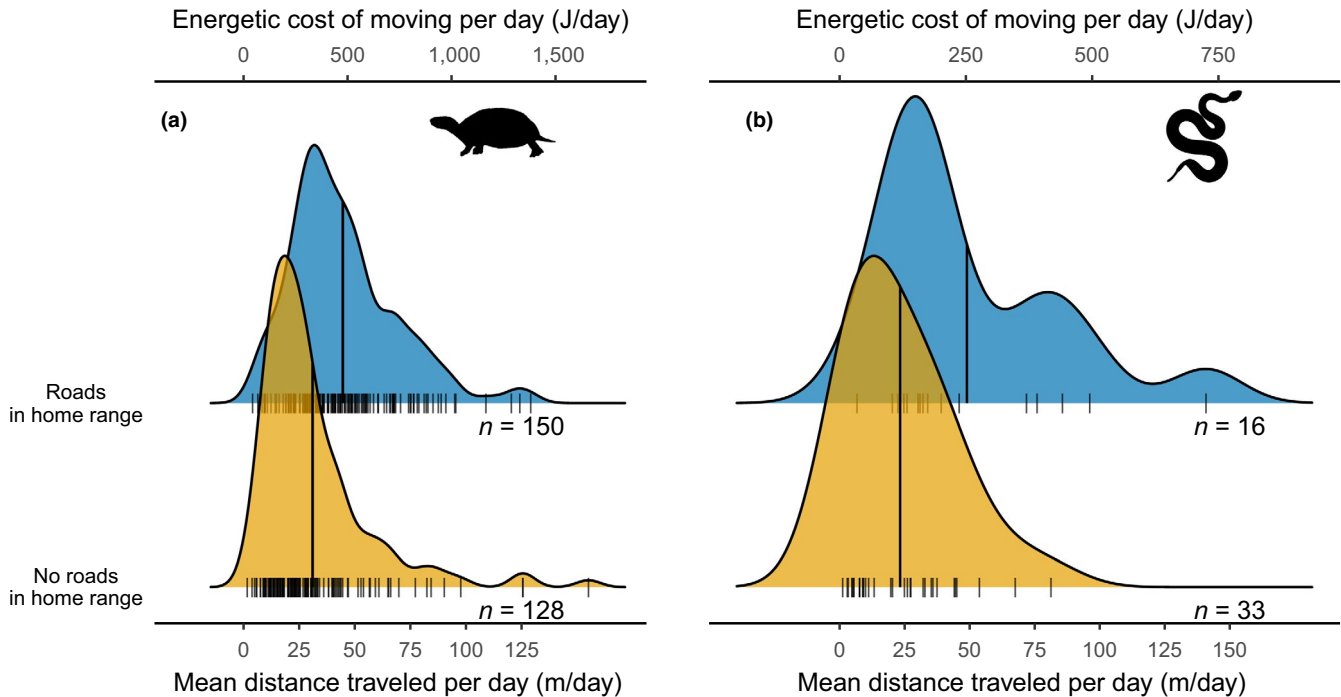 Energetic cost of moving per day (J/day)
0 500 1,000 1,500
(a)
Roads
in home range
n = 150
No roads
in home range
n = 128
0 25 50 75 100 125
Mean distance traveled per day (m/day)
Energetic cost of moving per day (J/day)
0 250 500 750
(b)
n = 16
n = 33
0 25 50 75 100 125 150
Mean distance traveled per day (m/day)